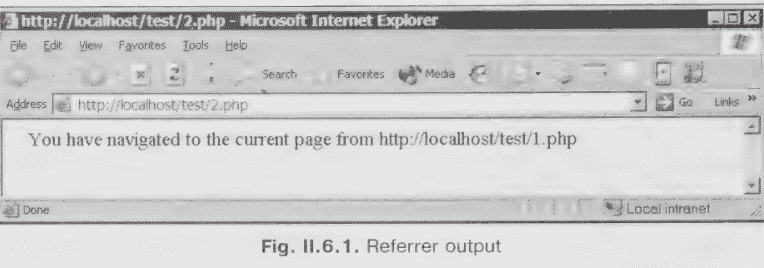 http://localhost/test/2.php - Microsoft Internet Explorer
File Edit View Favorites Tools Help
Search Favorites Media
Address http://localhost/test/2.php Go Links »
You have navigated to the current page from http://localhost/test/1.php
Done Local intranet
Fig. II.6.1. Referrer output